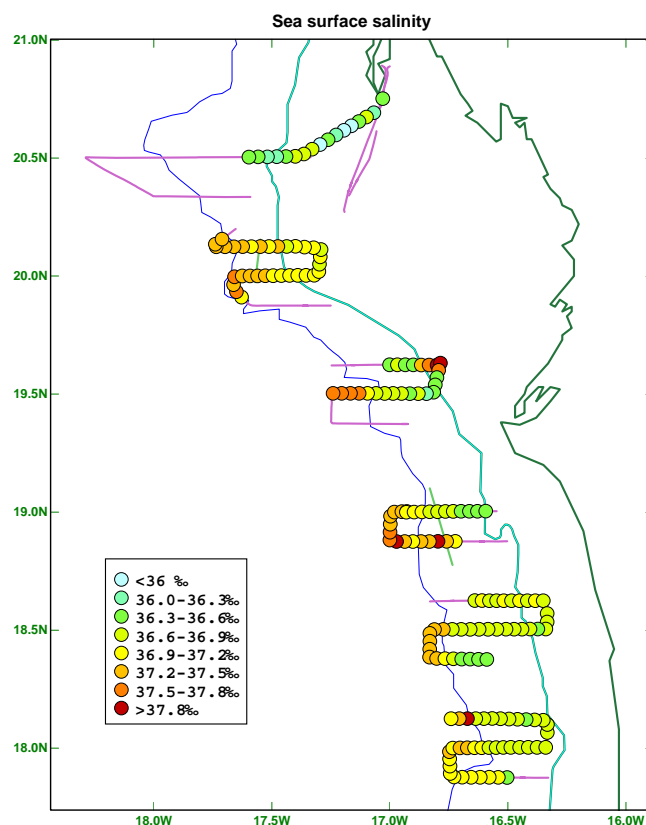 Sea surface salinity
21.0N
20.5N
20.0N
19.5N
19.0N
18.5N
18.0N
<36 ‰
36.0-36.3‰
36.3-36.6‰
36.6-36.9‰
36.9-37.2‰
37.2-37.5‰
37.5-37.8‰
>37.8‰
18.0W
17.5W
17.0W
16.5W
16.0W